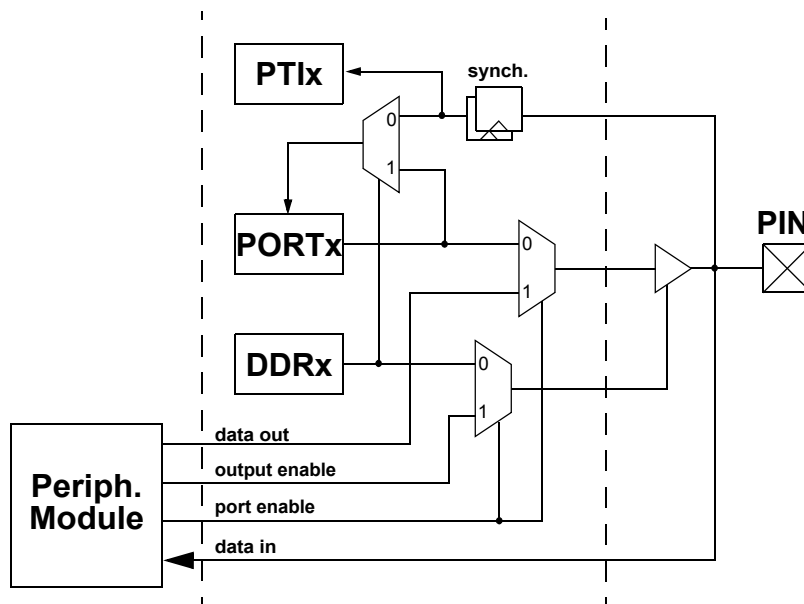 PTIx
synch.
0
1
PORTx
0
PIN
1
DDRx
0
1
data out
output enable
Periph.
Module
port enable
data in